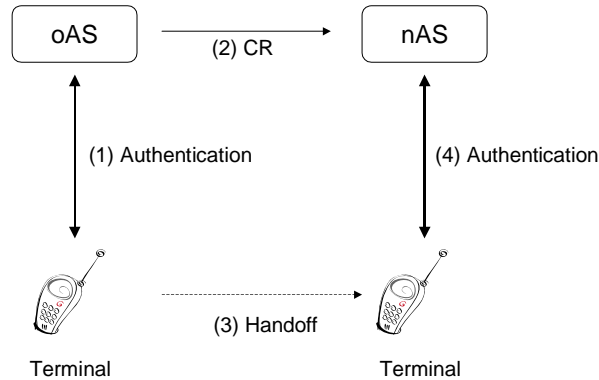 oAS
nAS
(2) CR
(1) Authentication
(4) Authentication
(3) Handoff
Terminal
Terminal